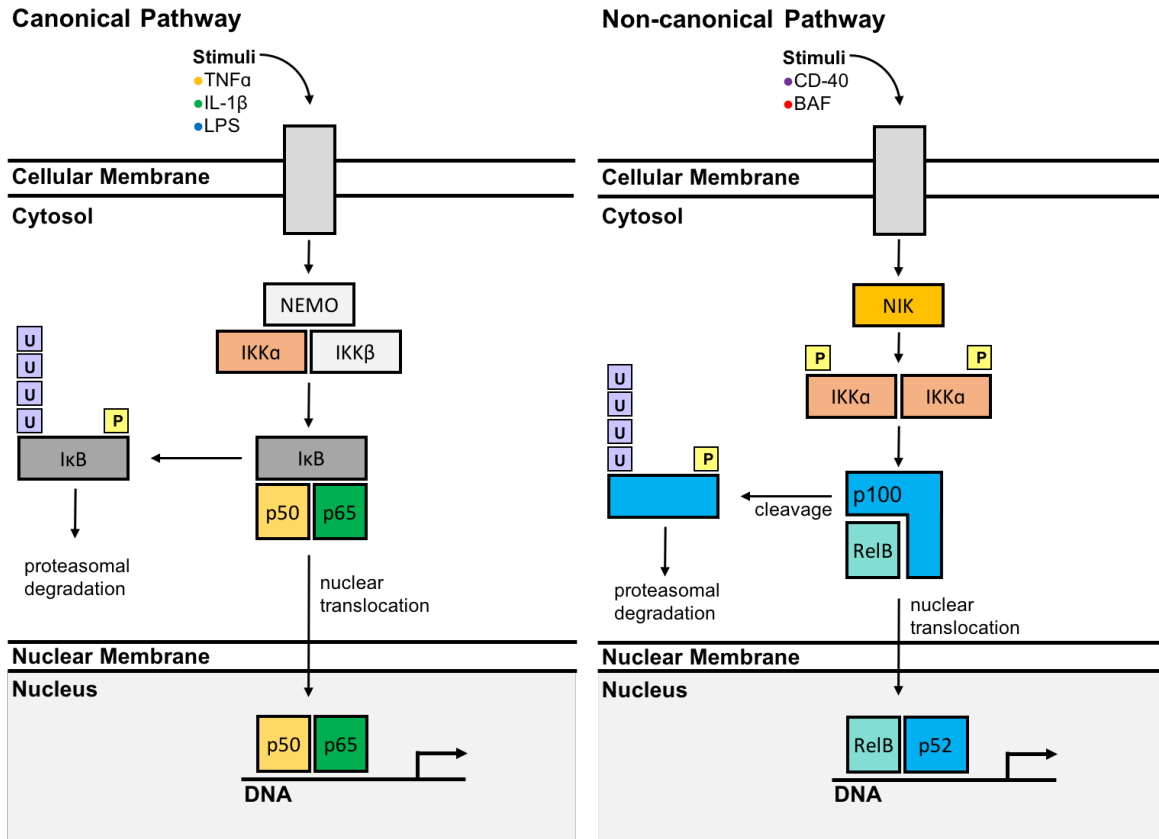 Canonical Pathway
Stimuli
TNFα
IL-1β
LPS
Cellular Membrane
Cytosol
NEMO
IKKα
IKKβ
U
U
U
U
P
IκB
IκB
p50
p65
proteasomal
degradation
nuclear
translocation
Nuclear Membrane
Nucleus
p50
p65
DNA
Non-canonical Pathway
Stimuli
CD-40
BAF
Cellular Membrane
Cytosol
NIK
P
P
IKKα
IKKα
U
U
U
U
P
p100
cleavage
RelB
proteasomal
degradation
nuclear
translocation
Nuclear Membrane
Nucleus
RelB
p52
DNA